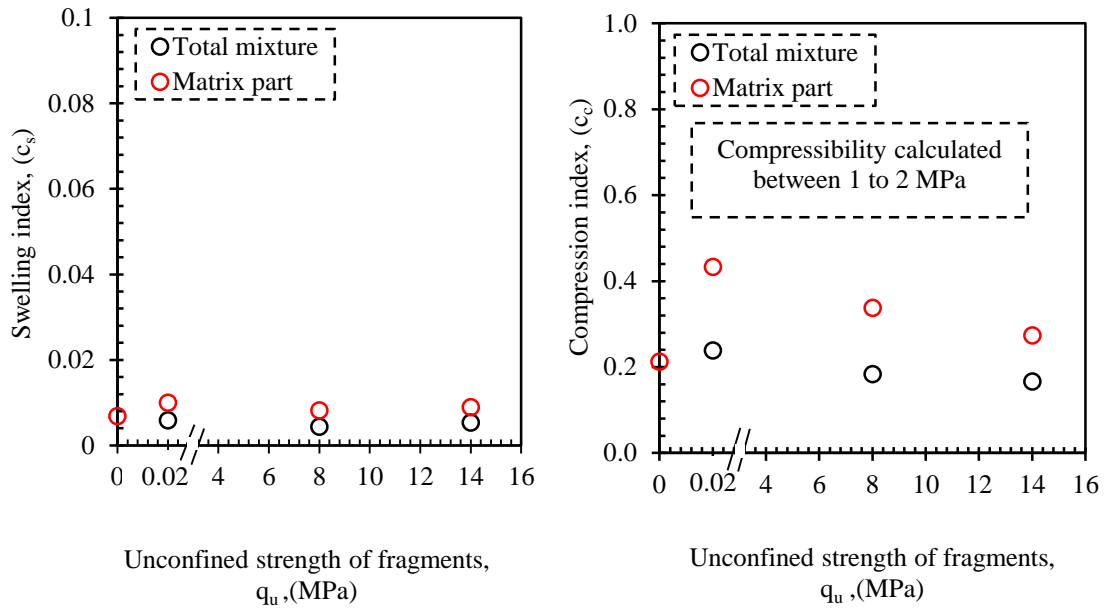 0.1
0.08
0.06
0.04
0.02
0
Swelling index, (cs)
Total mixture
Matrix part
0 0.02 4 6 8 10 12 14 16
Unconfined strength of fragments,
qu ,(MPa)
1.0
0.8
0.6
0.4
0.2
0.0
Compression index, (cc)
Total mixture
Matrix part
Compressibility calculated
between 1 to 2 MPa
0 0.02 4 6 8 10 12 14 16
Unconfined strength of fragments,
qu ,(MPa)